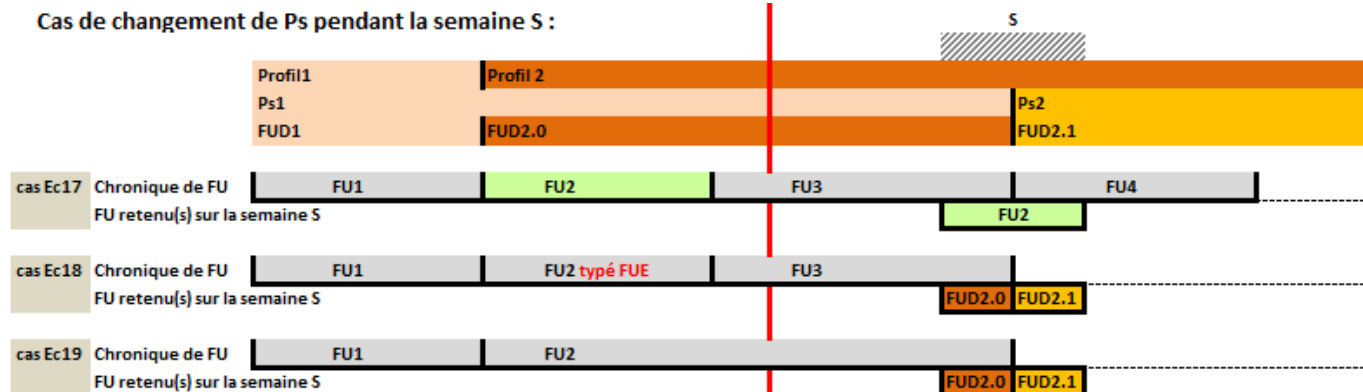 Cas de changement de Ps pendant la semaine S :
S
Profil1 Profil 2
Ps1 Ps2
FUD1 FUD2.0 FUD2.1
cas Ec17 Chronique de FU FU1 FU2 FU3 FU4
FU retenu(s) sur la semaine S FU2
cas Ec18 Chronique de FU FU1 FU2 typé FUE FU3
FU retenu(s) sur la semaine S FUD2.0 FUD2.1
cas Ec19 Chronique de FU FU1 FU2
FU retenu(s) sur la semaine S FUD2.0 FUD2.1